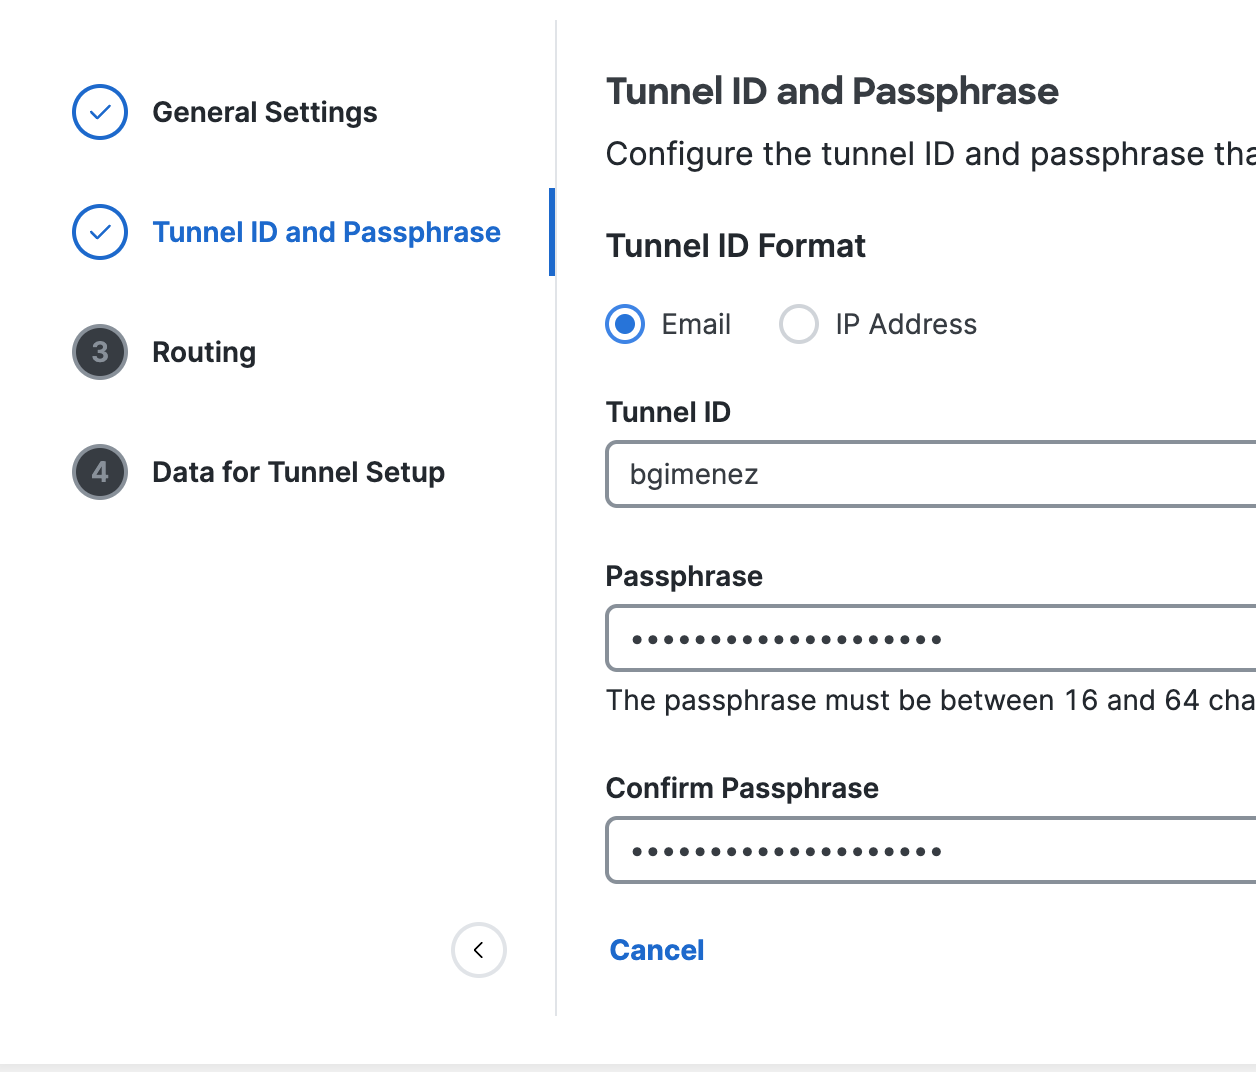 General Settings
Tunnel ID and Passphrase
3 Routing
4 Data for Tunnel Setup
Tunnel ID and Passphrase
Configure the tunnel ID and passphrase tha
Tunnel ID Format
Email IP Address
Tunnel ID
bgimenez
Passphrase
••••••••••••••••••••
The passphrase must be between 16 and 64 cha
Confirm Passphrase
••••••••••••••••••••
Cancel